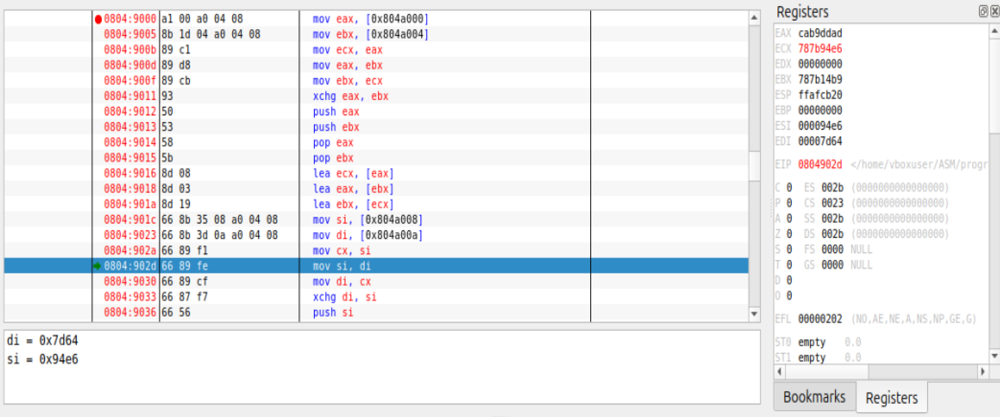 0804:9000 a1 00 a0 04 08 mov eax, [0x804a000]
0804:9005 8b 1d 04 a0 04 08 mov ebx, [0x804a004]
0804:900b 89 c1 mov ecx, eax
0804:900d 89 d8 mov eax, ebx
0804:900f 89 cb mov ebx, ecx
0804:9011 93 xchg eax, ebx
0804:9012 50 push eax
0804:9013 53 push ebx
0804:9014 58 pop eax
0804:9015 5b pop ebx
0804:9016 8d 08 lea ecx, [eax]
0804:9018 8d 03 lea eax, [ebx]
0804:901a 8d 19 lea ebx, [ecx]
0804:901c 66 8b 35 08 a0 04 08 mov si, [0x804a008]
0804:9023 66 8b 3d 0a a0 04 08 mov di, [0x804a00a]
0804:902a 66 89 f1 mov cx, si
0804:902d 66 89 fe mov si, di
0804:9030 66 89 cf mov di, cx
0804:9033 66 87 f7 xchg di, si
0804:9036 66 56 push si
di = 0x7d64
si = 0x94e6
Registers
EAX cab9ddad
ECX 787b94e6
EDX 00000000
EBX 787b14b9
ESP ffafcb20
EBP 00000000
ESI 000094e6
EDI 00007d64
EIP 0804902d </home/vboxuser/ASM/progr
C 0 ES 002b (0000000000000000)
P 0 CS 0023 (0000000000000000)
A 0 SS 002b (0000000000000000)
Z 0 DS 002b (0000000000000000)
S 0 FS 0000 NULL
T 0 GS 0000 NULL
D 0
O 0
EFL 00000202 (NO,AE,NE,A,NS,NP,GE,G)
ST0 empty 0.0
ST1 empty 0.0
Bookmarks
Registers